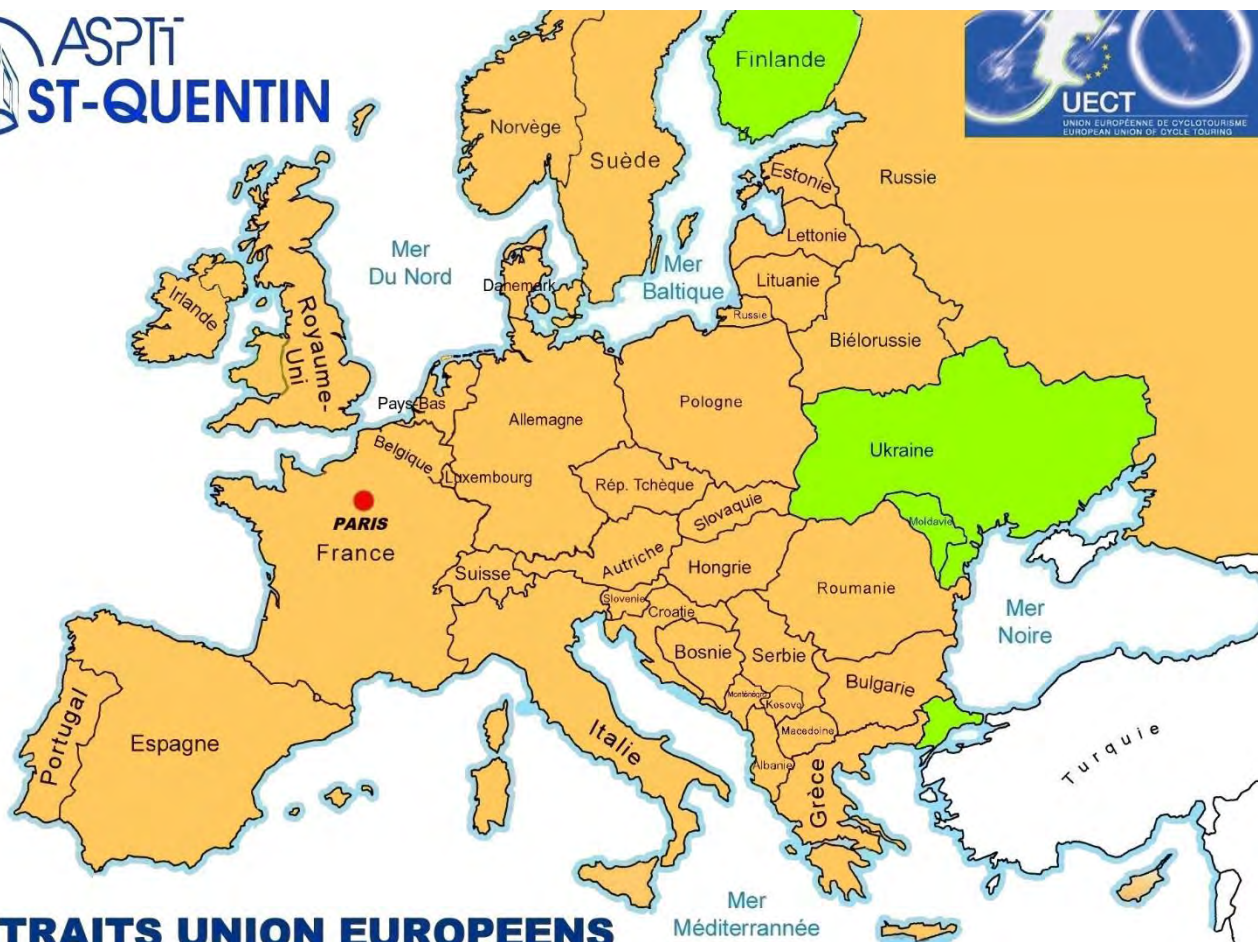 ASPTT
ST-QUENTIN
UECT
UNION EUROPÉENNE DE CYCLOTOURISME
EUROPEAN UNION OF CYCLE TOURING
Finlande
Norvège
Suède
Estonie
Russie
Lettonie
Mer
Du Nord
Mer
Baltique
Danemark
Lituanie
Russie
Irlande
Royaume-
Uni
Biélorussie
Pays-Bas
Allemagne
Pologne
Ukraine
Belgique
Luxembourg
Rép. Tchèque
Slovaquie
PARIS
France
Moldavie
Suisse
Autriche
Hongrie
Roumanie
Slovenie
Croatie
Mer
Noire
Bosnie
Serbie
Bulgarie
Monténégro
Kosovo
Macedoine
Portugal
Espagne
Italie
Albanie
Grèce
Turquie
Mer
Méditerrannée
TRAITS UNION EUROPEENS